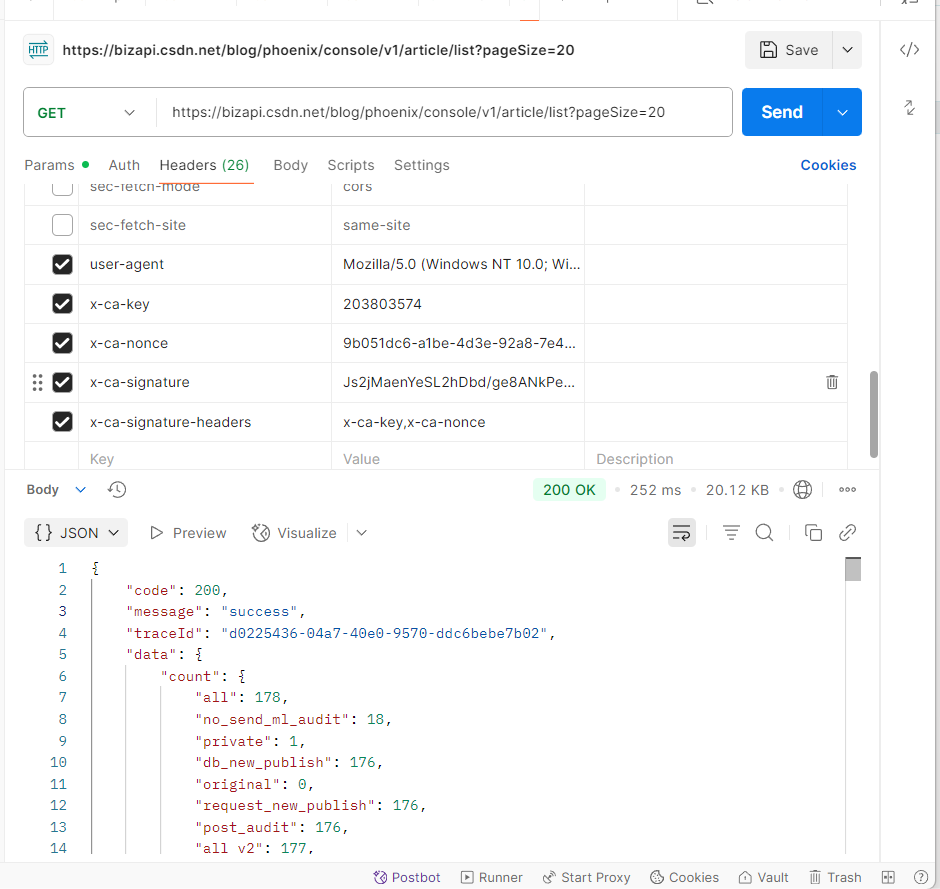 HTTP https://bizapi.csdn.net/blog/phoenix/console/v1/article/list?pageSize=20 Save </>
GET https://bizapi.csdn.net/blog/phoenix/console/v1/article/list?pageSize=20 Send
Params Auth Headers (26) Body Scripts Settings Cookies
sec-fetch-mode cors
sec-fetch-site same-site
user-agent Mozilla/5.0 (Windows NT 10.0; Wi...
x-ca-key 203803574
x-ca-nonce 9b051dc6-a1be-4d3e-92a8-7e4...
x-ca-signature Js2jMaenYeSL2hDbd/ge8ANkPe...
x-ca-signature-headers x-ca-key,x-ca-nonce
Key Value Description
Body 200 OK 252 ms 20.12 KB
{} JSON Preview Visualize
1 {
2 "code": 200,
3 "message": "success",
4 "traceId": "d0225436-04a7-40e0-9570-ddc6bebe7b02",
5 "data": {
6 "count": {
7 "all": 178,
8 "no_send_ml_audit": 18,
9 "private": 1,
10 "db_new_publish": 176,
11 "original": 0,
12 "request_new_publish": 176,
13 "post_audit": 176,
14 "all_v2": 177,
Postbot Runner Start Proxy Cookies Vault Trash